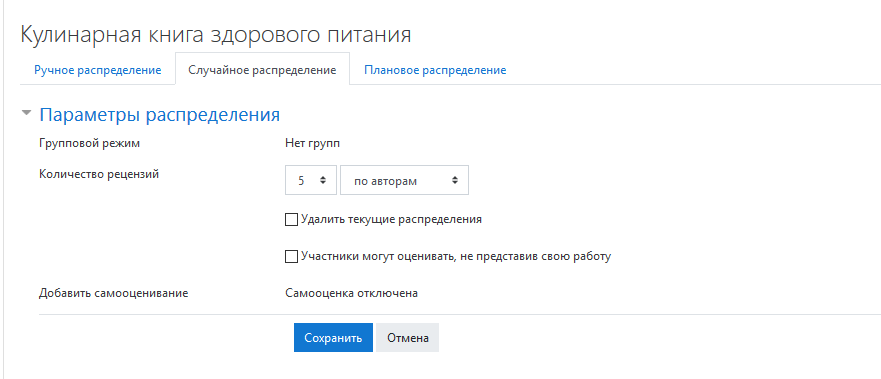 Кулинарная книга здорового питания
Ручное распределение Случайное распределение Плановое распределение
Параметры распределения
Групповой режим Нет групп
Количество рецензий 5 по авторам
Удалить текущие распределения
Участники могут оценивать, не представив свою работу
Добавить самооценивание Самооценка отключена
Сохранить Отмена